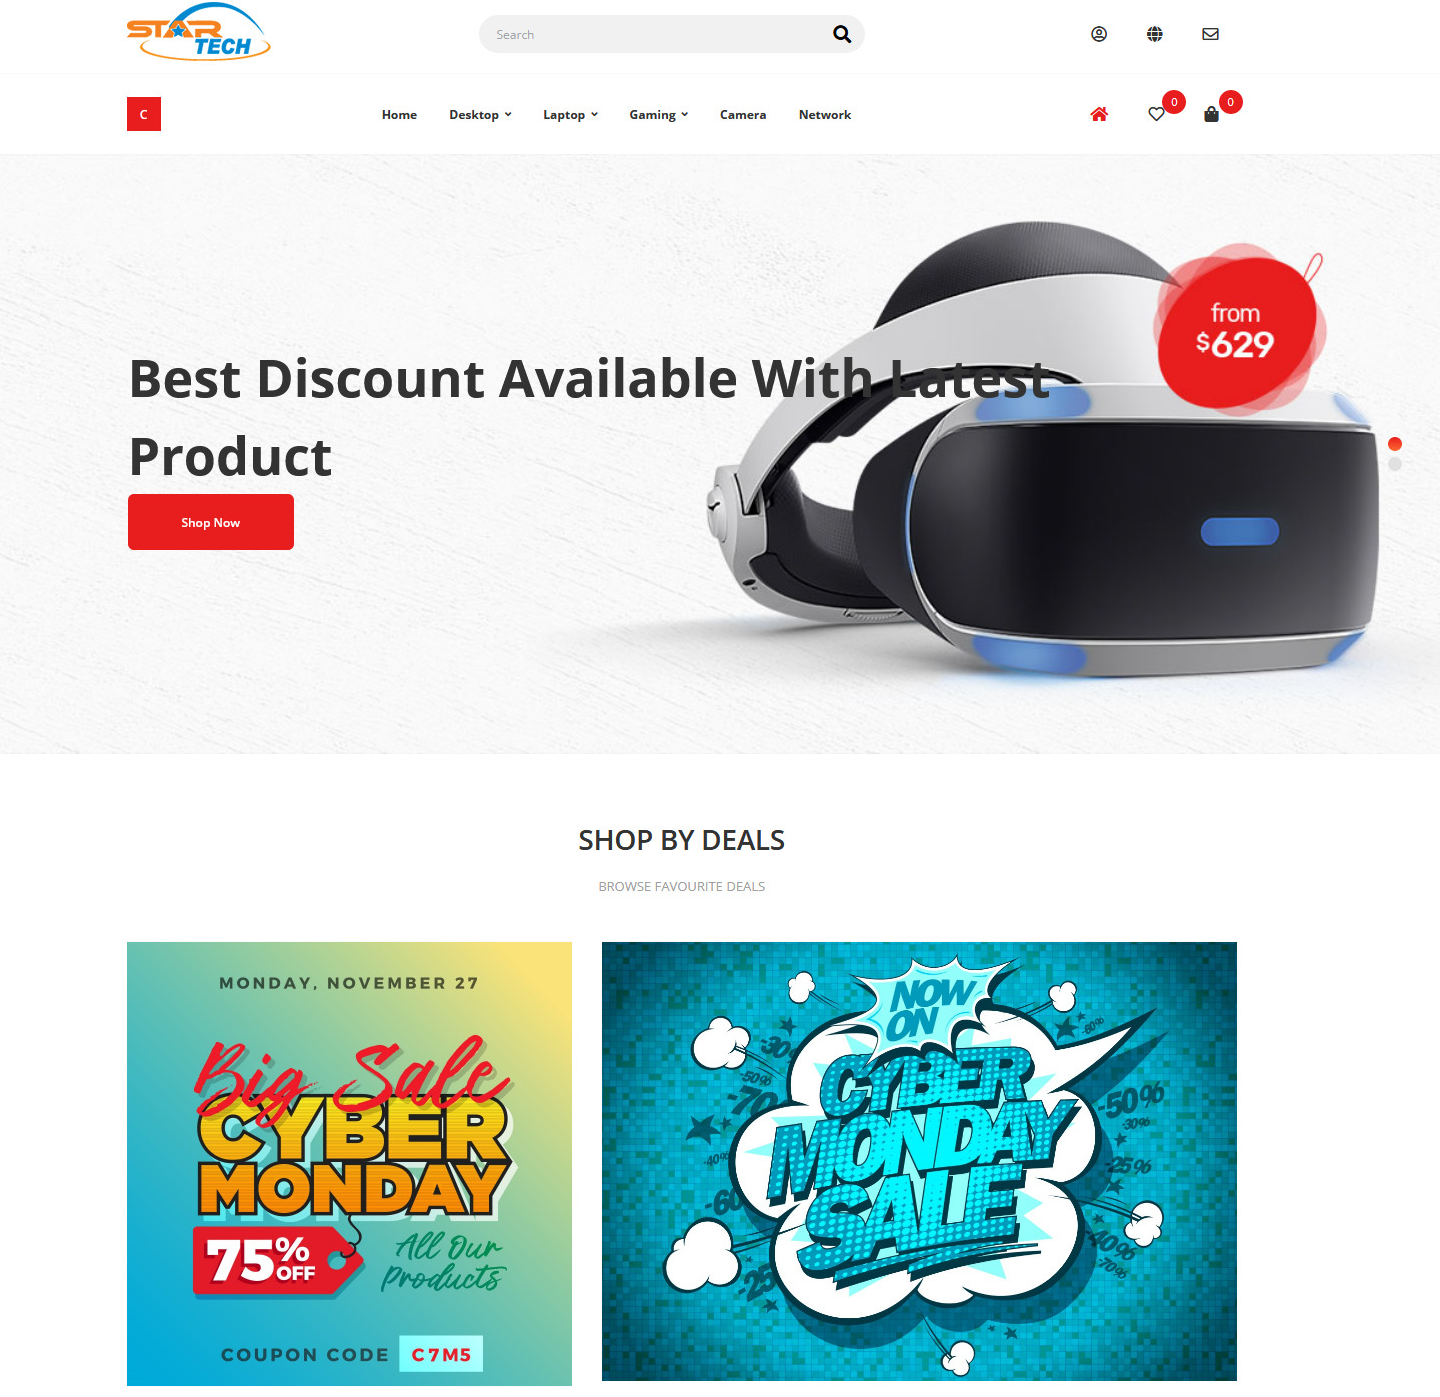 STAR
TECH
Search
C
Home Desktop Laptop Gaming Camera Network
0
0
from
$629
Best Discount Available With Latest
Product
Shop Now
SHOP BY DEALS
BROWSE FAVOURITE DEALS
MONDAY, NOVEMBER 27
Big Sale
CYBER
MONDAY
75%
OFF
All Our
Products
COUPON CODE C7M5
NOW
ON
CYBER
MONDAY
SALE
-30%
-50%
-70
-40%
-60
-25
-60%
-50%
-30%
-25%
-40%
-70%